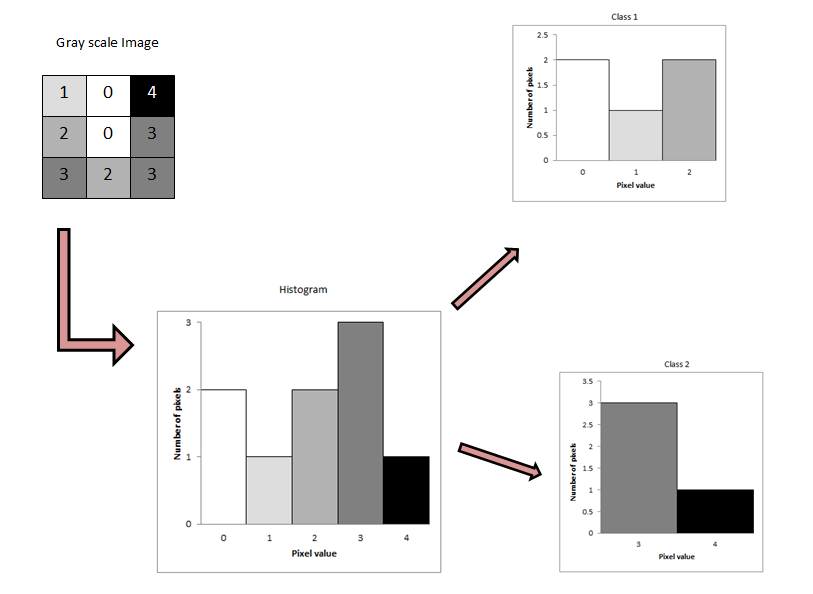 Class 1
Gray scale Image
1 0 4
2 0 3
3 2 3
2.5
2
1.5
1
0.5
0
Number of pixels
0 1 2
Pixel value
Histogram
3
2
1
0
Number of pixels
0 1 2 3 4
Pixel value
Class 2
3.5
3
2.5
2
1.5
1
0.5
0
Number of pixels
3 4
Pixel value